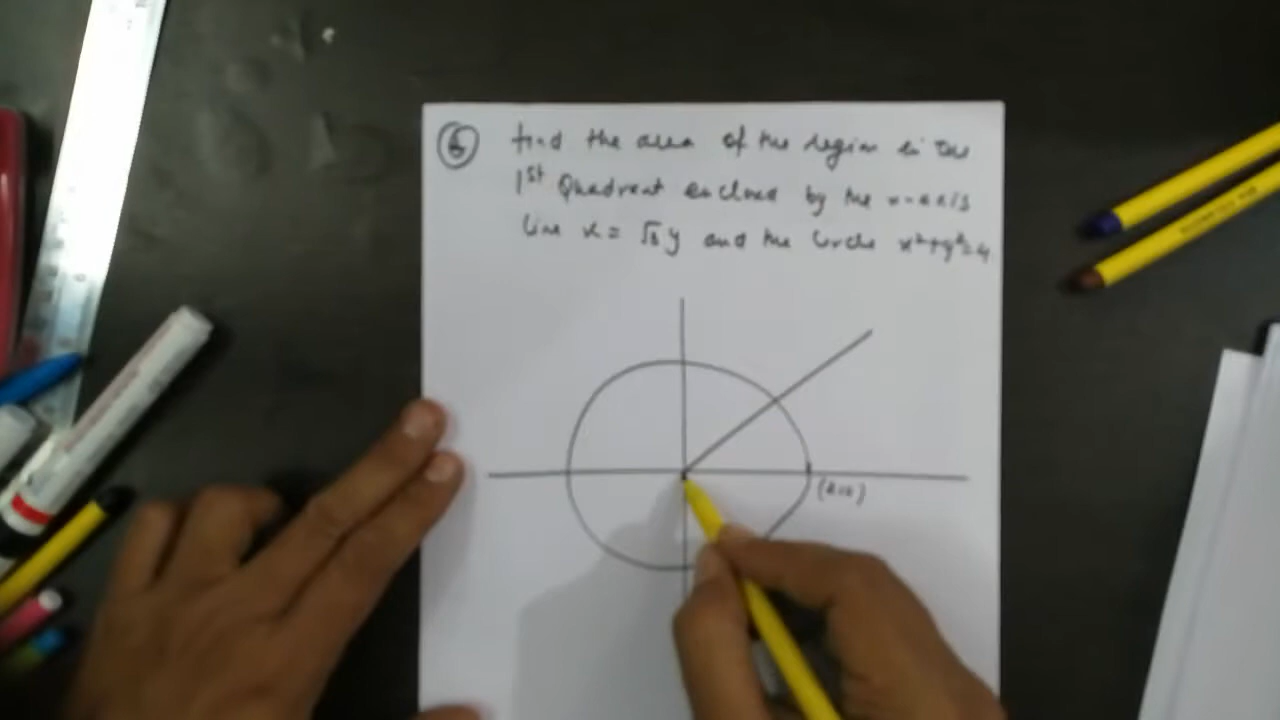 6 find the area of the region in the
1st Quadrant enclosed by the x-axis
line x = √3 y and the circle x²+y²=4
(2,0)